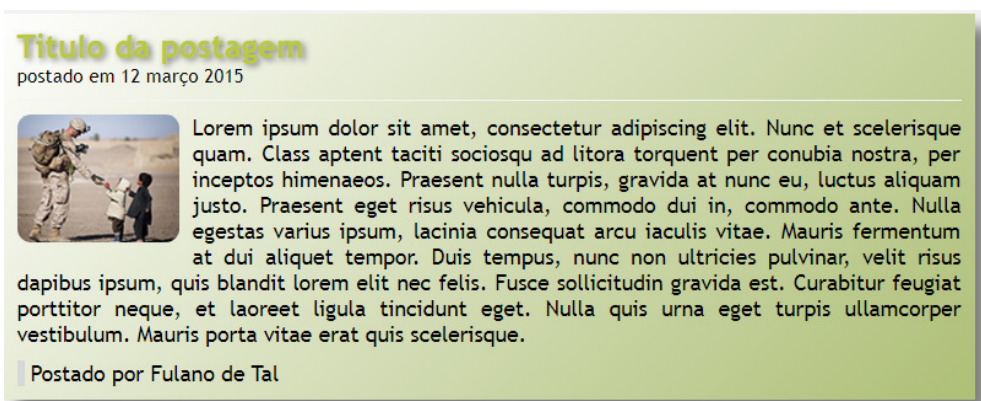 Titulo da postagem
postado em 12 março 2015
Lorem ipsum dolor sit amet, consectetur adipiscing elit. Nunc et scelerisque
quam. Class aptent taciti sociosqu ad litora torquent per conubia nostra, per
inceptos himenaeos. Praesent nulla turpis, gravida at nunc eu, luctus aliquam
justo. Praesent eget risus vehicula, commodo dui in, commodo ante. Nulla
egestas varius ipsum, lacinia consequat arcu iaculis vitae. Mauris fermentum
at dui aliquet tempor. Duis tempus, nunc non ultricies pulvinar, velit risus
dapibus ipsum, quis blandit lorem elit nec felis. Fusce sollicitudin gravida est. Curabitur feugiat
porttitor neque, et laoreet ligula tincidunt eget. Nulla quis urna eget turpis ullamcorper
vestibulum. Mauris porta vitae erat quis scelerisque.
Postado por Fulano de Tal